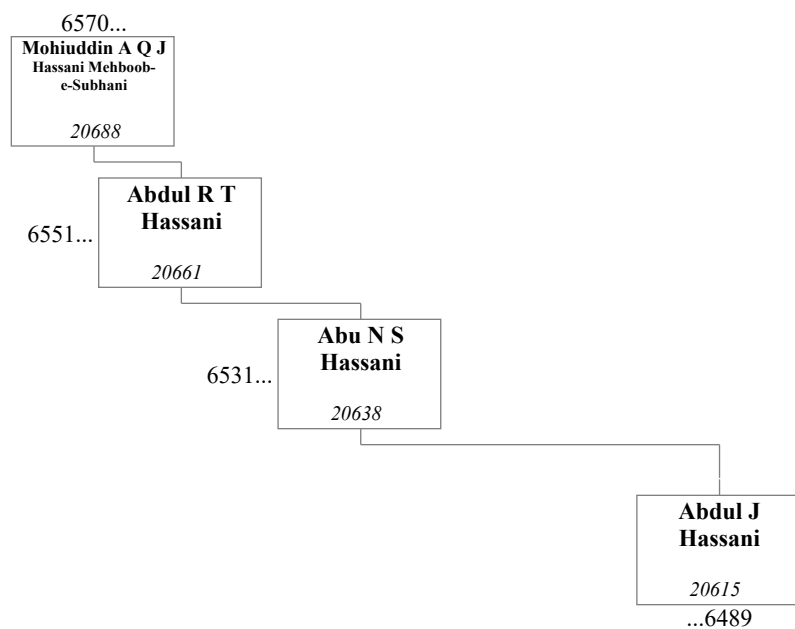 6570...
Mohiuddin A Q J
Hassani Mehboob-
e-Subhani
20688
Abdul R T
Hassani
6551...
20661
Abu N S
Hassani
6531...
20638
Abdul J
Hassani
20615
...6489